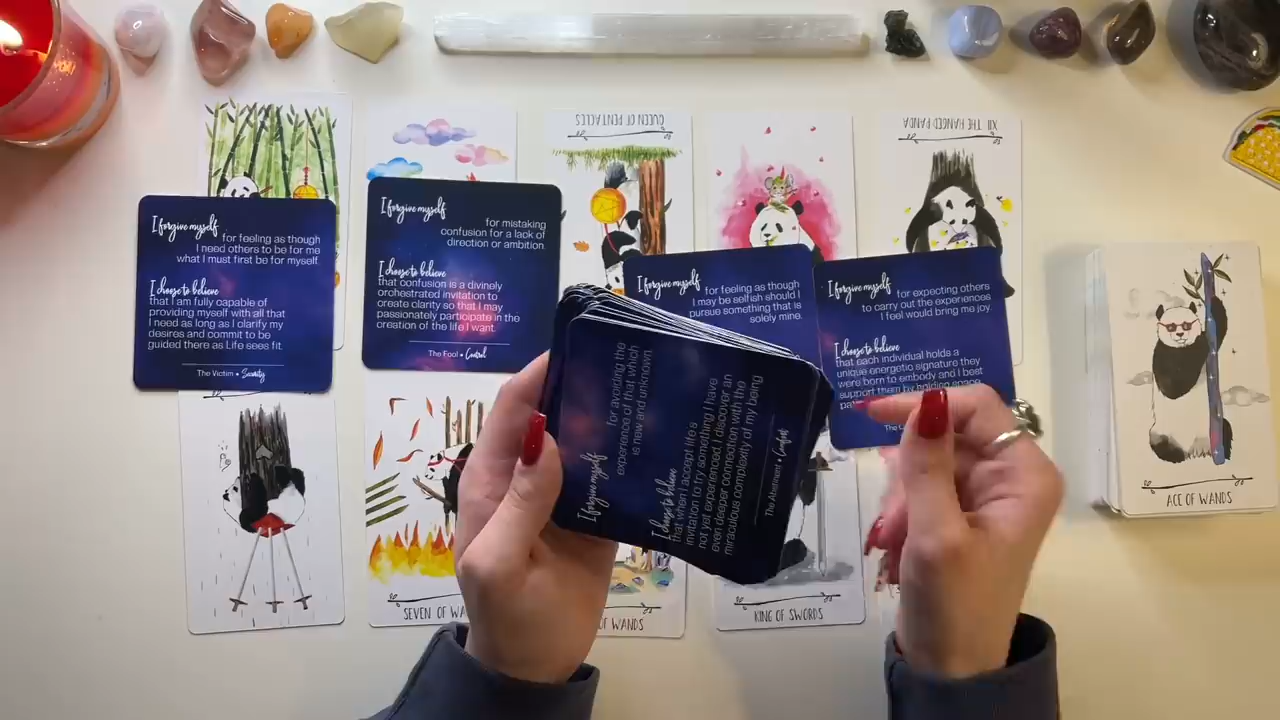 QUEEN OF PENTACLES
XII THE HANGED PANDA
I forgive myself
for feeling as though
I need others to be for me
what I must first be for myself.
I choose to believe
that I am fully capable of
providing myself with all that
I need as long as I clarify my
desires and commit to be
guided there as Life sees fit.
The Victim • Security
I forgive myself
for mistaking
confusion for a lack of
direction or ambition.
I choose to believe
that confusion is a divinely
orchestrated invitation to
create clarity so that I may
passionately participate in the
creation of the life I want.
The Fool • Control
I forgive myself
for feeling as though
I may be selfish should I
pursue something that is
solely mine.
I forgive myself
for expecting others
to carry out the experiences
I feel would bring me joy.
I choose to believe
that each individual holds a
unique energetic signature they
were born to embody and I best
support them by holding space
The
I forgive myself
for avoiding the
experience of that which
is new and unknown.
I choose to believe
that when I accept life's
invitation to try something I have
not yet experienced, I discover an
even deeper connection with the
miraculous complexity of my being
The Abstinent • Comfort
SEVEN OF WA
OF WANDS
KING OF SWORDS
ACE OF WANDS